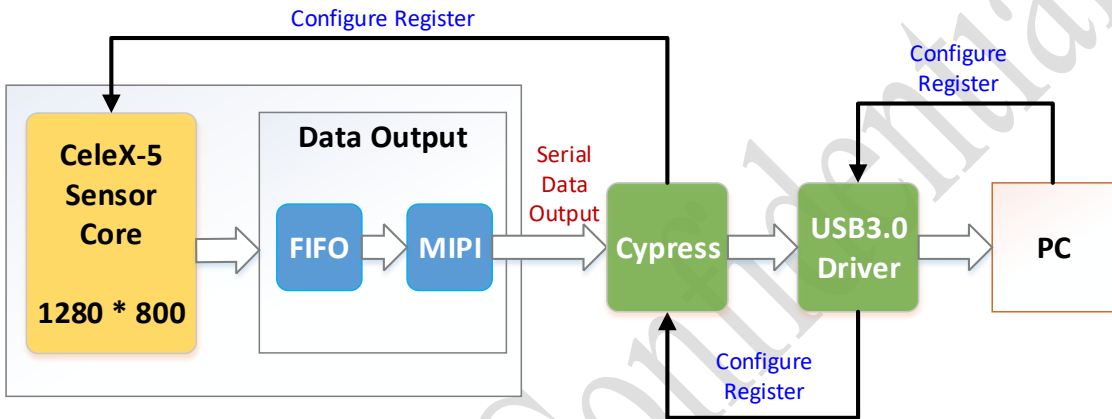 Configure Register
Configure
Register
CeleX-5
Sensor
Core
1280 * 800
Data Output
FIFO
MIPI
Serial
Data
Output
Cypress
USB3.0
Driver
PC
Configure
Register
Confidential